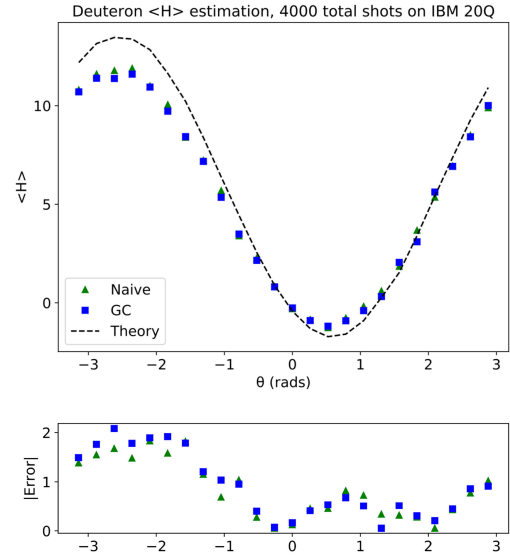 Deuteron <H> estimation, 4000 total shots on IBM 20Q
10
5
0
<H>
Naive
GC
Theory
−3 −2 −1 0 1 2 3
θ (rads)
2
1
0
|Error|
−3 −2 −1 0 1 2 3